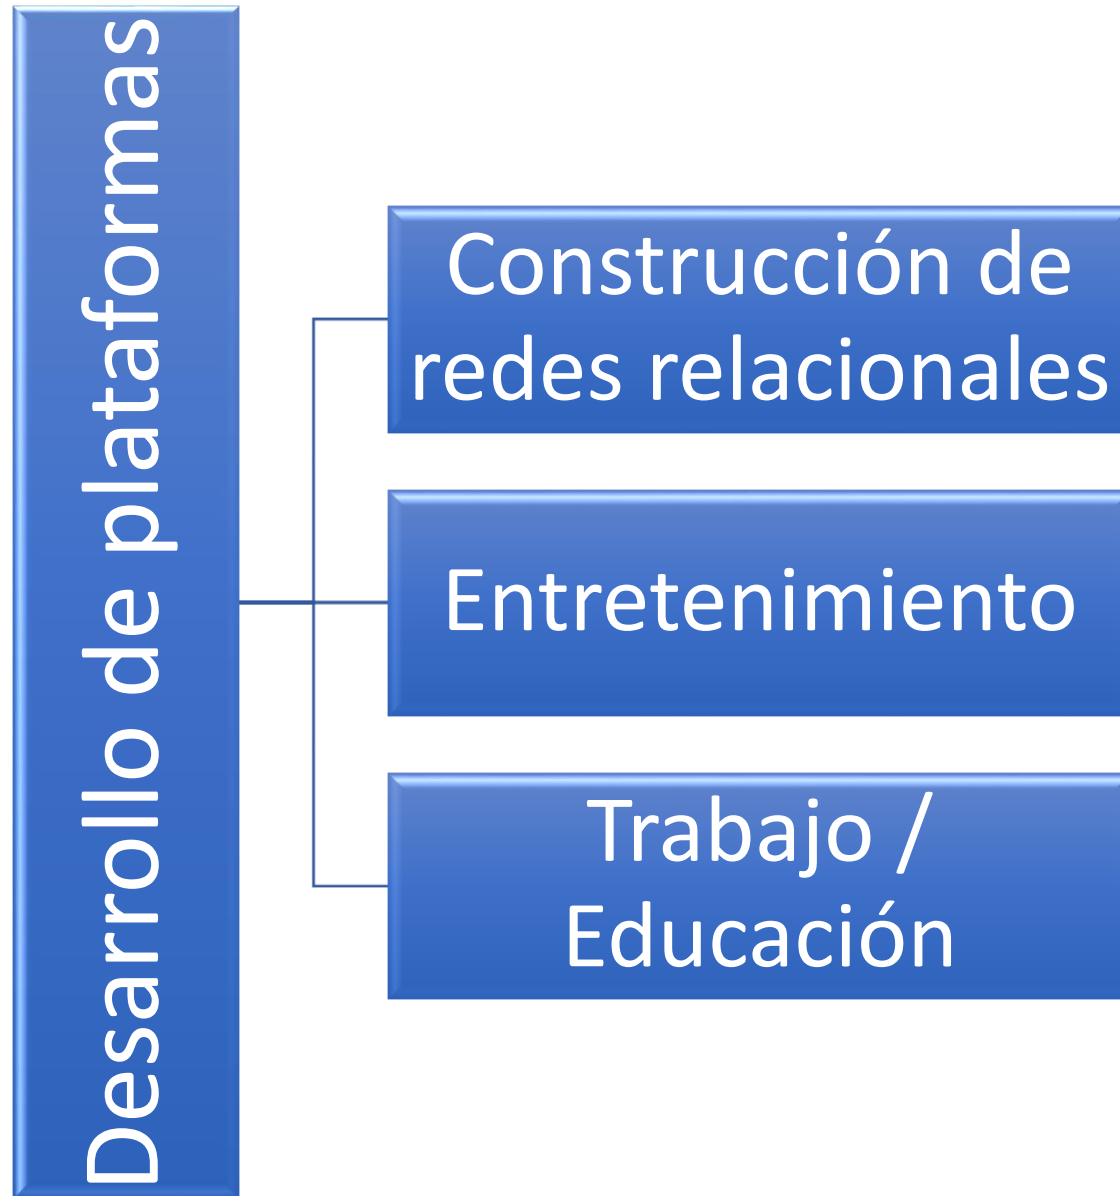 Desarrollo de plataformas
Construcción de
redes relacionales
Entretenimiento
Trabajo /
Educación